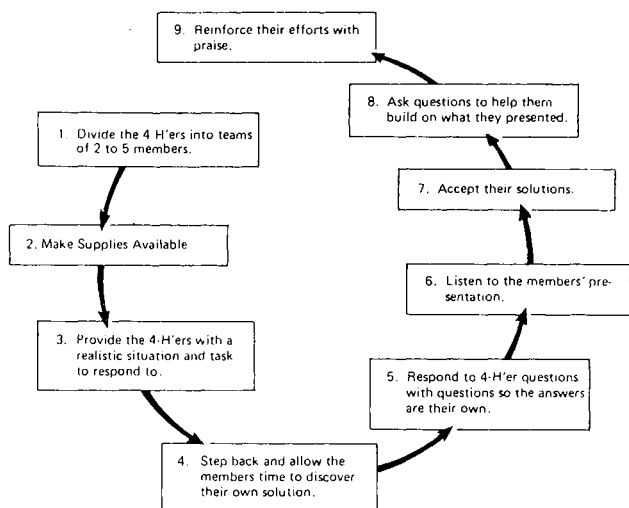 1. Divide the 4 H'ers into teams
of 2 to 5 members.
2. Make Supplies Available
3. Provide the 4-H'ers with a
realistic situation and task
to respond to.
4. Step back and allow the
members time to discover
their own solution.
5. Respond to 4-H'er questions
with questions so the answers
are their own.
6. Listen to the members' pre-
sentation.
7. Accept their solutions.
8. Ask questions to help them
build on what they presented.
9. Reinforce their efforts with
praise.